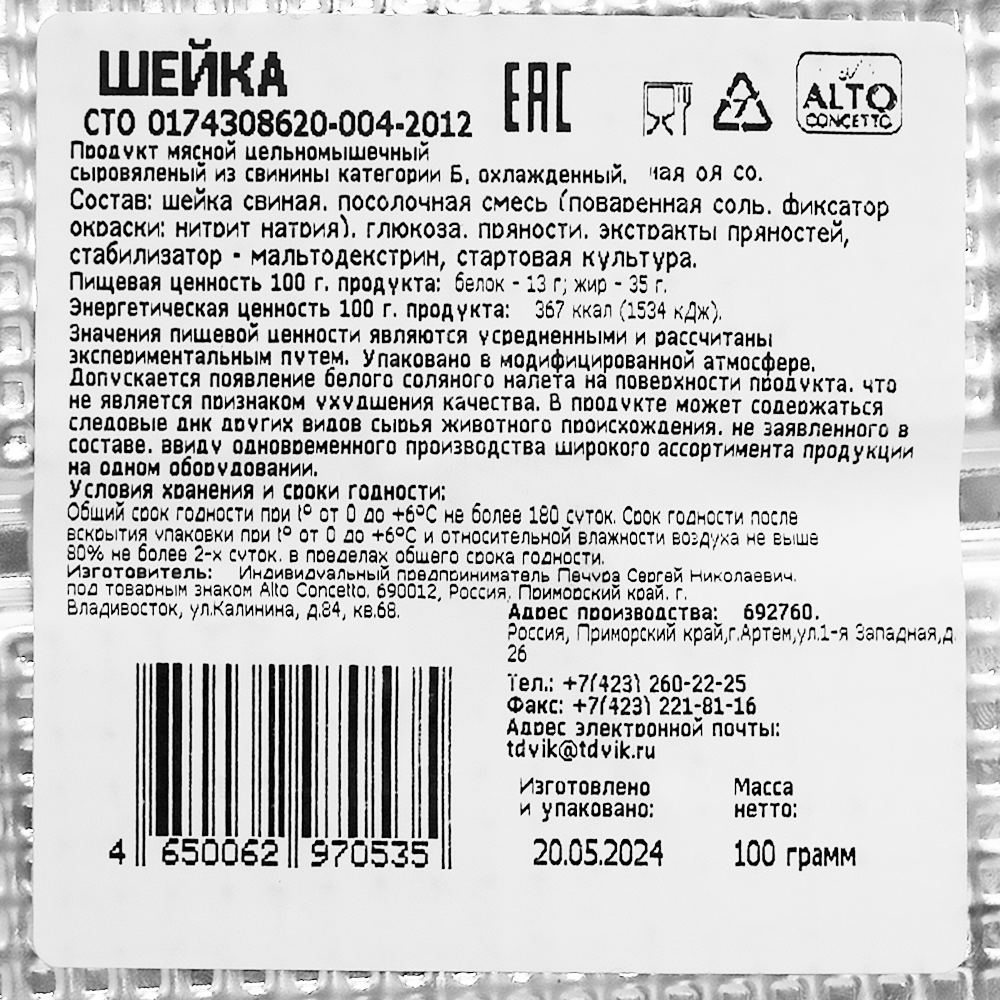 ШЕЙКА
EAC
7
ALTO
CONCETTO
СТО 0174308620-004-2012
Продукт мясной цельномышечный
сыровяленый из свинины категории Б, охлажденный.
Состав: шейка свиная, посолочная смесь (поваренная соль, фиксатор
окраски: нитрит натрия), глюкоза, пряности, экстракты пряностей,
стабилизатор - мальтодекстрин, стартовая культура.
Пищевая ценность 100 г. продукта: белок - 13 г; жир - 35 г.
Энергетическая ценность 100 г. продукта: 367 ккал (1534 кДж).
Значения пищевой ценности являются усредненными и рассчитаны
экспериментальным путем. Упаковано в модифицированной атмосфере.
Допускается появление белого соляного налета на поверхности продукта, что
не является признаком ухудшения качества. В продукте может содержаться
следовые днк других видов сырья животного происхождения, не заявленного в
составе, ввиду одновременного производства широкого ассортимента продукции
на одном оборудовании.
Условия хранения и сроки годности:
Общий срок годности при t° от 0 до +6°С не более 180 суток. Срок годности после
вскрытия упаковки при t° от 0 до +6°С и относительной влажности воздуха не выше
80% не более 2-х суток, в пределах общего срока годности.
Изготовитель: Индивидуальный предприниматель Печура Сергей Николаевич,
под товарным знаком Alto Concetto, 690012, Россия, Приморский край, г.
Владивосток, ул.Калинина, д.84, кв.68.
Адрес производства: 692760,
Россия, Приморский край,г.Артем,ул.1-я Западная,д.
26
Тел.: +7(423) 260-22-25
Факс: +7(423) 221-81-16
Адрес электронной почты:
tdvik@tdvik.ru
Изготовлено
и упаковано:
20.05.2024
Масса
нетто:
100 грамм
4 650062 970535